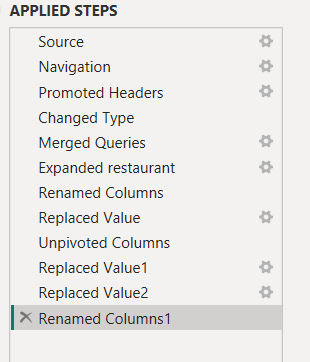 APPLIED STEPS
Source
Navigation
Promoted Headers
Changed Type
Merged Queries
Expanded restaurant
Renamed Columns
Replaced Value
Unpivoted Columns
Replaced Value1
Replaced Value2
Renamed Columns1